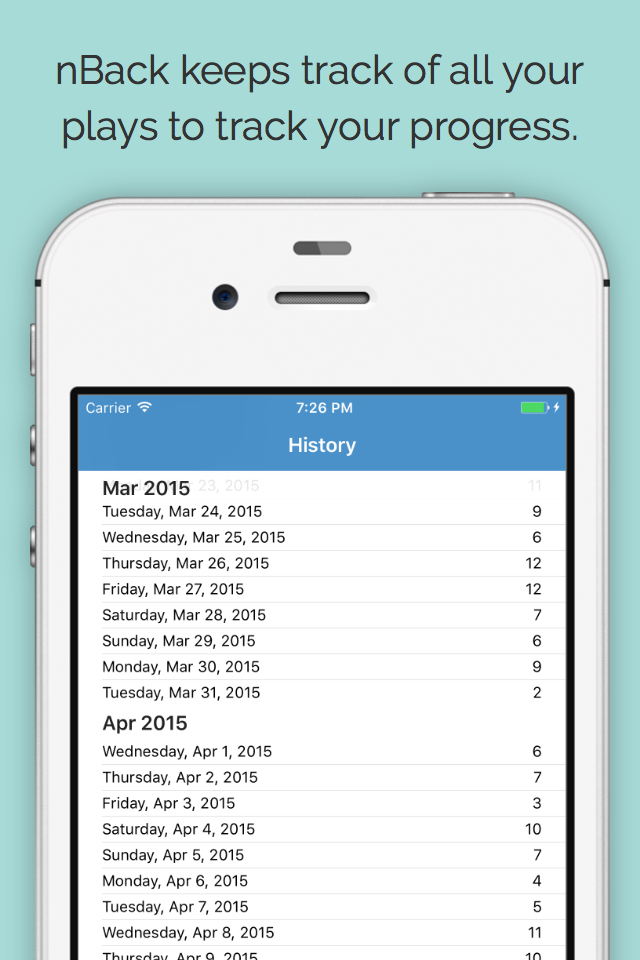 nBack keeps track of all your
plays to track your progress.
Carrier 7:26 PM
History
Mar 2015 23, 2015 11
Tuesday, Mar 24, 2015 9
Wednesday, Mar 25, 2015 6
Thursday, Mar 26, 2015 12
Friday, Mar 27, 2015 12
Saturday, Mar 28, 2015 7
Sunday, Mar 29, 2015 6
Monday, Mar 30, 2015 9
Tuesday, Mar 31, 2015 2
Apr 2015
Wednesday, Apr 1, 2015 6
Thursday, Apr 2, 2015 7
Friday, Apr 3, 2015 3
Saturday, Apr 4, 2015 10
Sunday, Apr 5, 2015 7
Monday, Apr 6, 2015 4
Tuesday, Apr 7, 2015 5
Wednesday, Apr 8, 2015 11
Thursday, Apr 9, 2015 10